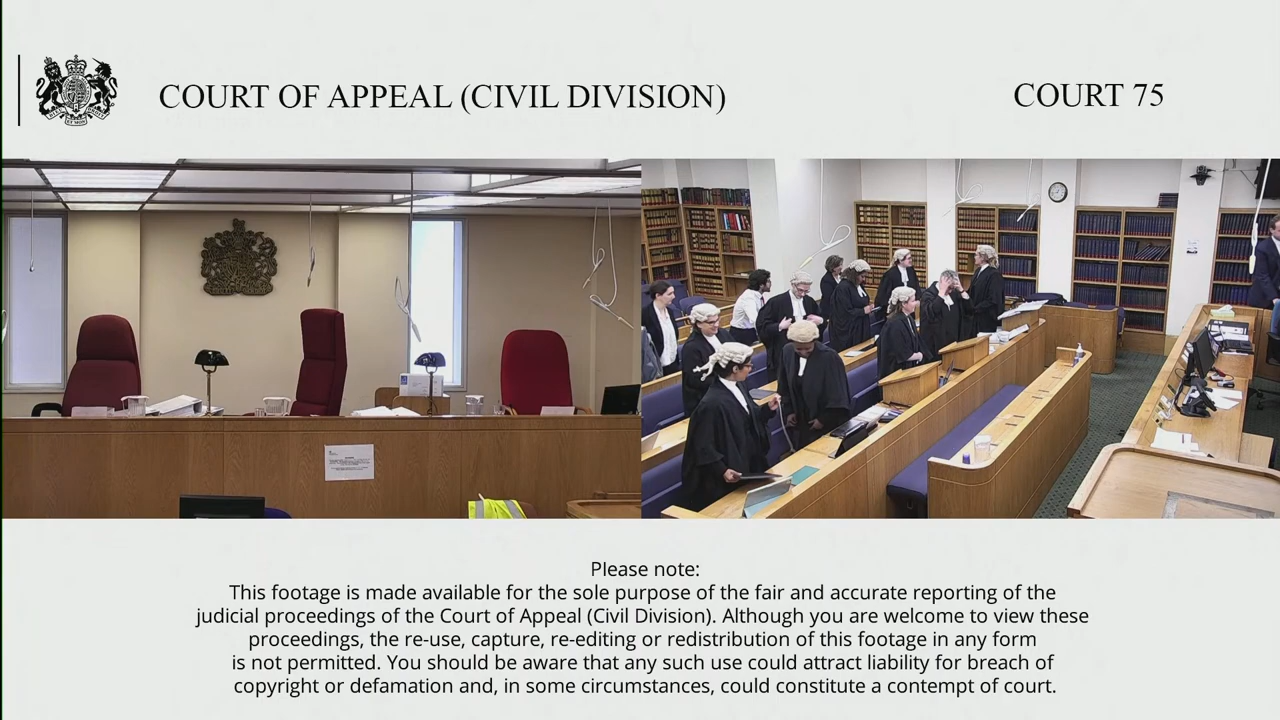 COURT OF APPEAL (CIVIL DIVISION)
COURT 75
Please note:
This footage is made available for the sole purpose of the fair and accurate reporting of the
judicial proceedings of the Court of Appeal (Civil Division). Although you are welcome to view these
proceedings, the re-use, capture, re-editing or redistribution of this footage in any form
is not permitted. You should be aware that any such use could attract liability for breach of
copyright or defamation and, in some circumstances, could constitute a contempt of court.